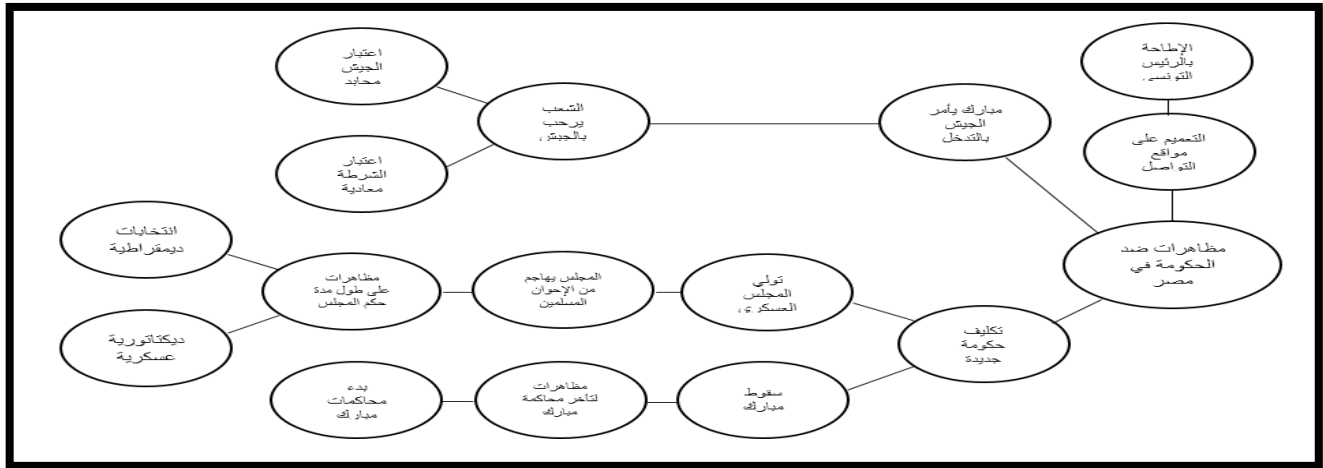 الإطاحة
بالرئيس
التونسي
التعميم على
مواقع
التواصل
مظاهرات ضد
الحكومة في
مصر
مبارك يأمر
الجيش
بالتدخل
الشعب
يرحب
بالجيش
اعتبار
الجيش
محايد
اعتبار
الشرطة
معادية
تكليف
حكومة
جديدة
تولي
المجلس
العسكري
المجلس يهاجم
من الإخوان
المسلمين
مظاهرات
على طول مدة
حكم المجلس
انتخابات
ديمقراطية
ديكتاتورية
عسكرية
سقوط
مبارك
مظاهرات
لتأخر محاكمة
مبارك
بدء
محاكمات
مبارك